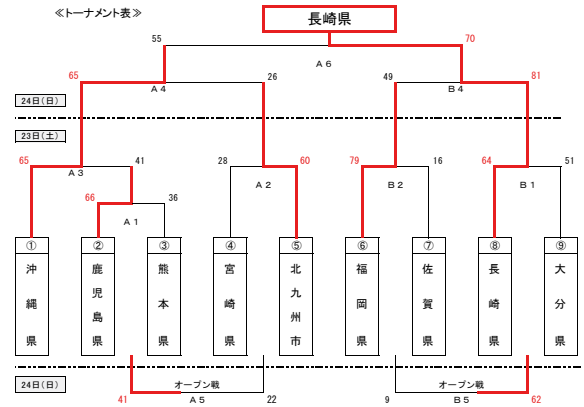 ≪トーナメント表≫
長崎県
55 70
A6
65 26 49 81
A4 B4
24日(日)
23日(土)
65 41 28 60 79 16 64 51
A3 A2 B2 B1
66 36
A1
① ② ③ ④ ⑤ ⑥ ⑦ ⑧ ⑨
沖縄県
鹿児島県
熊本県
宮崎県
北九州市
福岡県
佐賀県
長崎県
大分県
24日(日)
オープン戦 オープン戦
41 A5 22 9 B5 62